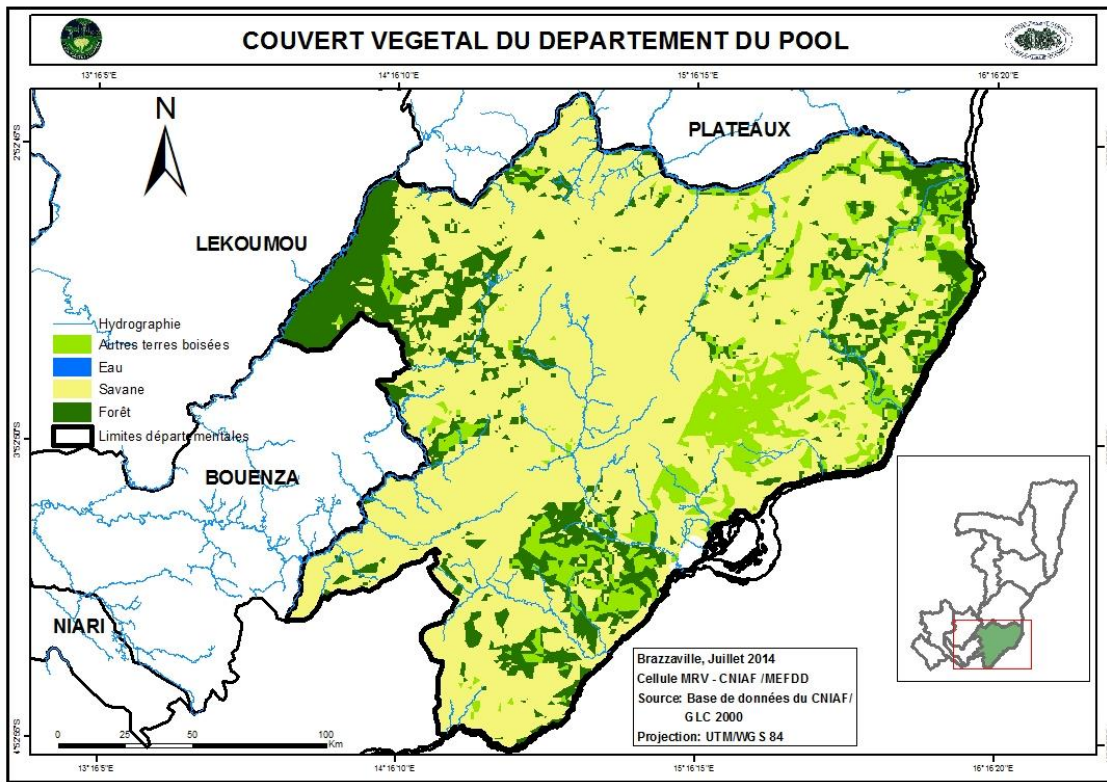 COUVERT VEGETAL DU DEPARTEMENT DU POOL
13°16'5"E
14°16'10"E
15°16'15"E
16°16'20"E
N
PLATEAUX
LEKOUMOU
Hydrographie
Autres terres boisées
Eau
Savane
Forêt
Limites départementales
BOUENZA
NIARI
Brazzaville, Juillet 2014
Cellule MRV - CNIAF /MEFDD
Source: Base de données du CNIAF/
GLC 2000
Projection: UTM/WGS 84
0 25 50 100
Km
13°16'5"E
14°16'10"E
15°16'15"E
16°16'20"E